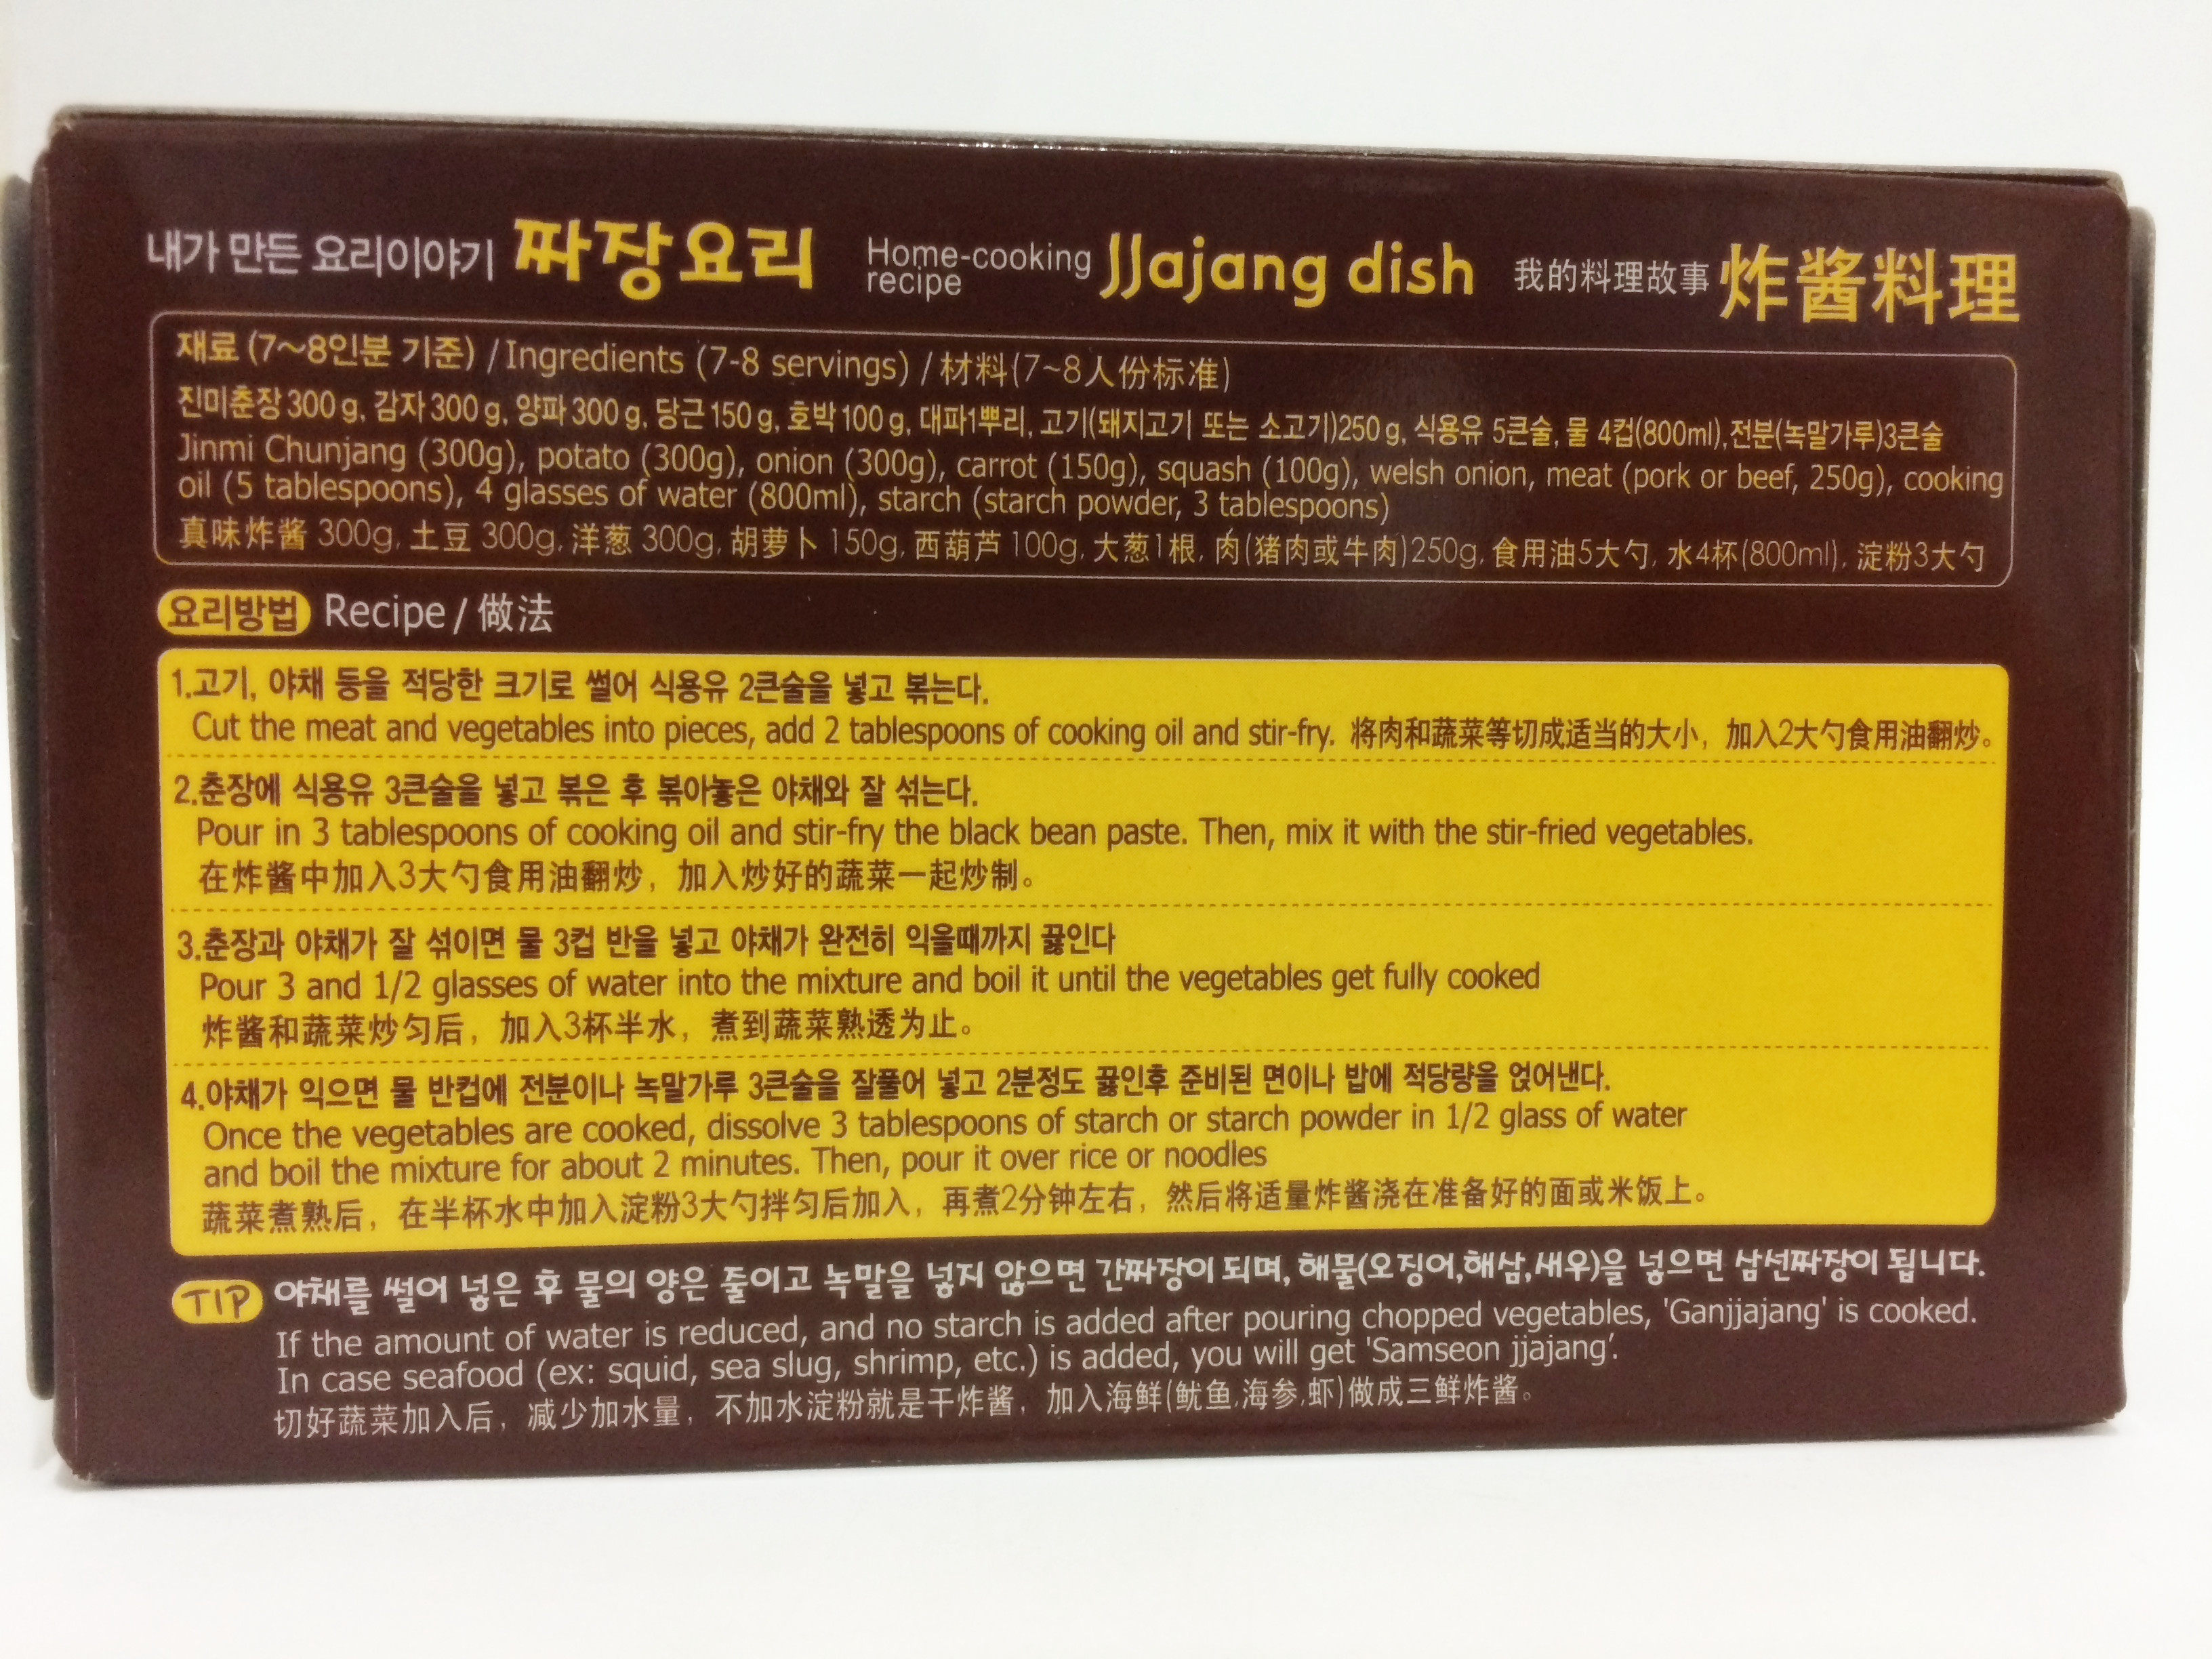 내가 만든 요리이야기 짜장요리 Home-cooking recipe JJajang dish 我的料理故事 炸酱料理
재료 (7~8인분 기준) / Ingredients (7-8 servings) / 材料(7~8人份标准)
진미춘장 300 g, 감자 300 g, 양파 300 g, 당근 150 g, 호박 100 g, 대파1뿌리, 고기(돼지고기 또는 소고기)250 g, 식용유 5큰술, 물 4컵(800ml), 전분(녹말가루)3큰술
Jinmi Chunjang (300g), potato (300g), onion (300g), carrot (150g), squash (100g), welsh onion, meat (pork or beef, 250g), cooking
oil (5 tablespoons), 4 glasses of water (800ml), starch (starch powder, 3 tablespoons)
真味炸酱 300g, 土豆 300g, 洋葱 300g, 胡萝卜 150g, 西葫芦 100g, 大葱1根, 肉(猪肉或牛肉)250g, 食用油5大勺, 水4杯(800ml), 淀粉3大勺
요리방법 Recipe / 做法
1.고기, 야채 등을 적당한 크기로 썰어 식용유 2큰술을 넣고 볶는다.
Cut the meat and vegetables into pieces, add 2 tablespoons of cooking oil and stir-fry. 将肉和蔬菜等切成适当的大小，加入2大勺食用油翻炒。
2.춘장에 식용유 3큰술을 넣고 볶은 후 볶아놓은 야채와 잘 섞는다.
Pour in 3 tablespoons of cooking oil and stir-fry the black bean paste. Then, mix it with the stir-fried vegetables.
在炸酱中加入3大勺食用油翻炒，加入炒好的蔬菜一起炒制。
3.춘장과 야채가 잘 섞이면 물 3컵 반을 넣고 야채가 완전히 익을때까지 끓인다
Pour 3 and 1/2 glasses of water into the mixture and boil it until the vegetables get fully cooked
炸酱和蔬菜炒匀后，加入3杯半水，煮到蔬菜熟透为止。
4.야채가 익으면 물 반컵에 전분이나 녹말가루 3큰술을 잘풀어 넣고 2분정도 끓인후 준비된 면이나 밥에 적당량을 얹어낸다.
Once the vegetables are cooked, dissolve 3 tablespoons of starch or starch powder in 1/2 glass of water
and boil the mixture for about 2 minutes. Then, pour it over rice or noodles
蔬菜煮熟后，在半杯水中加入淀粉3大勺拌匀后加入，再煮2分钟左右，然后将适量炸酱浇在准备好的面或米饭上。
TIP 야채를 썰어 넣은 후 물의 양은 줄이고 녹말을 넣지 않으면 간짜장이 되며, 해물(오징어,해삼,새우)을 넣으면 삼선짜장이 됩니다.
If the amount of water is reduced, and no starch is added after pouring chopped vegetables, 'Ganjjajang' is cooked.
In case seafood (ex: squid, sea slug, shrimp, etc.) is added, you will get 'Samseon jjajang'.
切好蔬菜加入后，减少加水量，不加水淀粉就是干炸酱，加入海鲜(鱿鱼,海参,虾)做成三鲜炸酱。